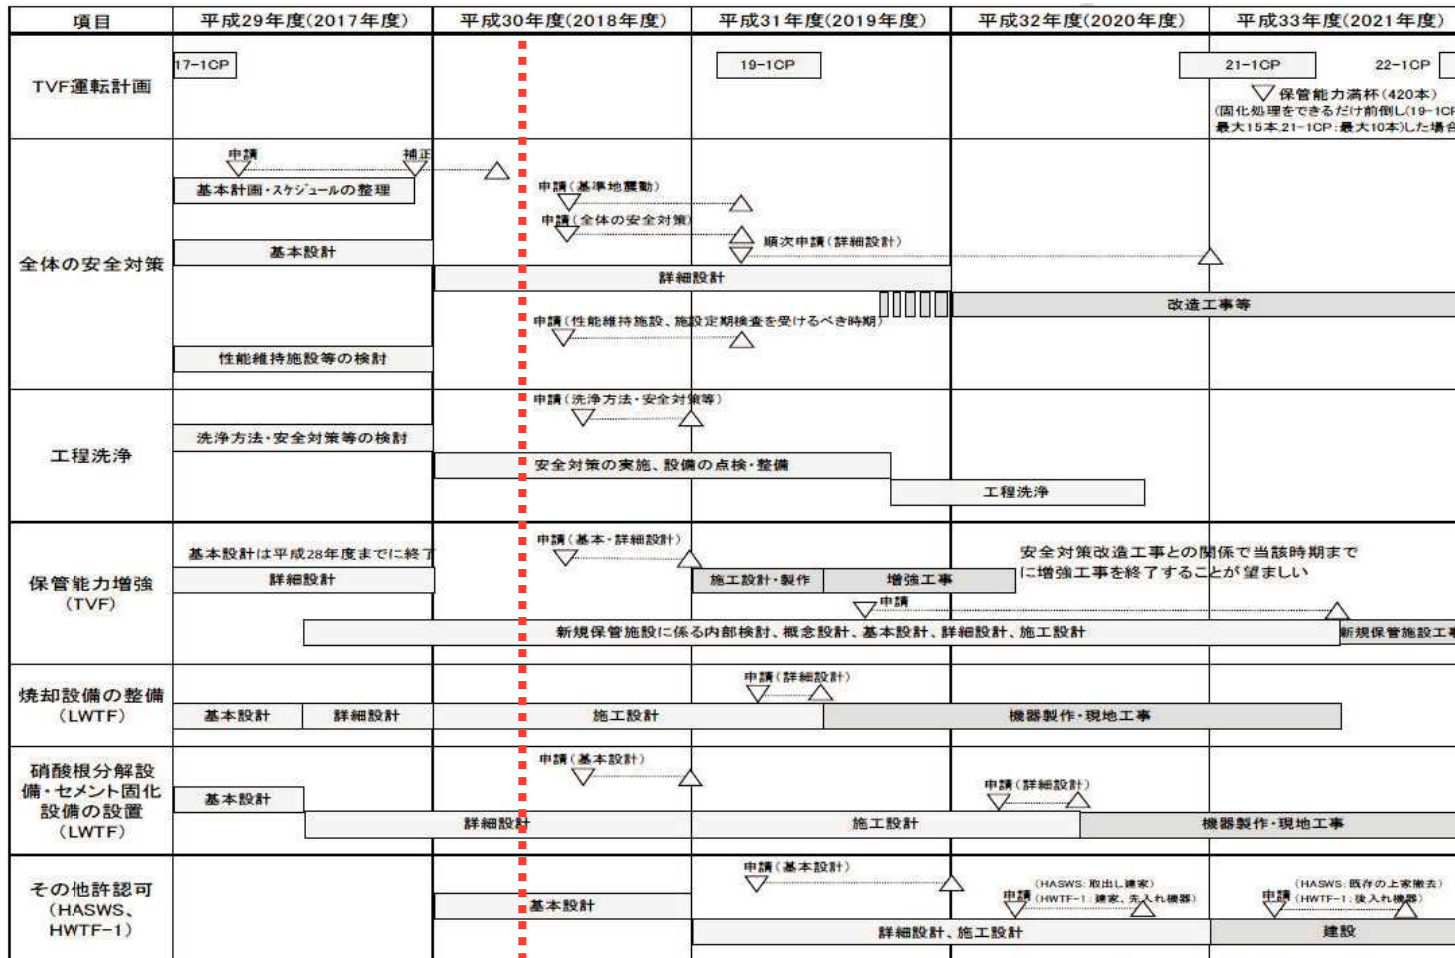 項目
平成29年度(2017年度)
平成30年度(2018年度)
平成31年度(2019年度)
平成32年度(2020年度)
平成33年度(2021年度)
TVF運転計画
17-1CP
19-1CP
21-1CP
22-1CP
保管能力満杯(420本)
(固化処理をできるだけ前倒し(19-1CP
最大15本,21-1CP:最大10本)した場合
全体の安全対策
申請
補正
基本計画・スケジュールの整理
申請(基準地震動)
申請(全体の安全対策)
順次申請(詳細設計)
基本設計
詳細設計
改造工事等
申請(性能維持施設、施設定期検査を受けるべき時期)
性能維持施設等の検討
工程洗浄
申請(洗浄方法・安全対策等)
洗浄方法・安全対策等の検討
安全対策の実施、設備の点検・整備
工程洗浄
保管能力増強
(TVF)
基本設計は平成28年度までに終了
詳細設計
申請(基本・詳細設計)
施工設計・製作
増強工事
安全対策改造工事との関係で当該時期まで
に増強工事を終了することが望ましい
申請
新規保管施設に係る内部検討、概念設計、基本設計、詳細設計、施工設計
新規保管施設工事
焼却設備の整備
(LWTF)
申請(詳細設計)
基本設計
詳細設計
施工設計
機器製作・現地工事
硝酸根分解設
備・セメント固化
設備の設置
(LWTF)
申請(基本設計)
申請(詳細設計)
基本設計
詳細設計
施工設計
機器製作・現地工事
その他許認可
(HASWS、
HWTF-1)
申請(基本設計)
申請
(HASWS:取出し建家)
(HWTF-1:建家、先入れ機器)
申請
(HASWS:既存の上家撤去)
(HWTF-1:後入れ機器)
基本設計
詳細設計、施工設計
建設